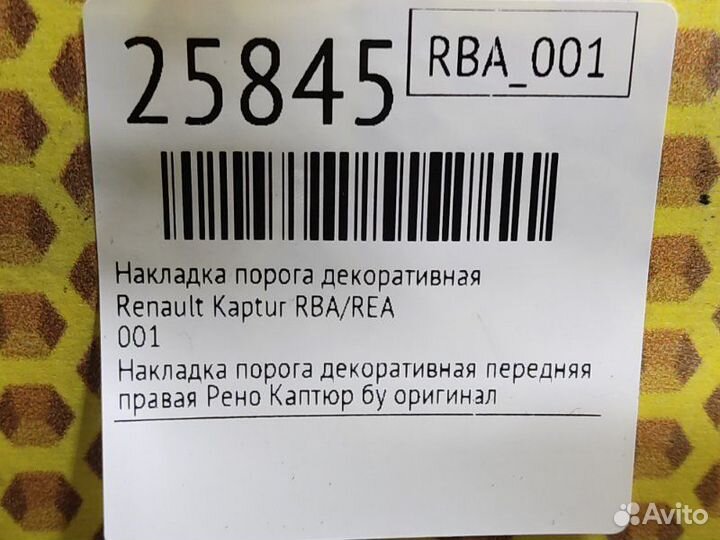 25845
RBA_001
Накладка порога декоративная
Renault Kaptur RBA/REA
001
Накладка порога декоративная передняя
правая Рено Каптюр бу оригинал
Avito